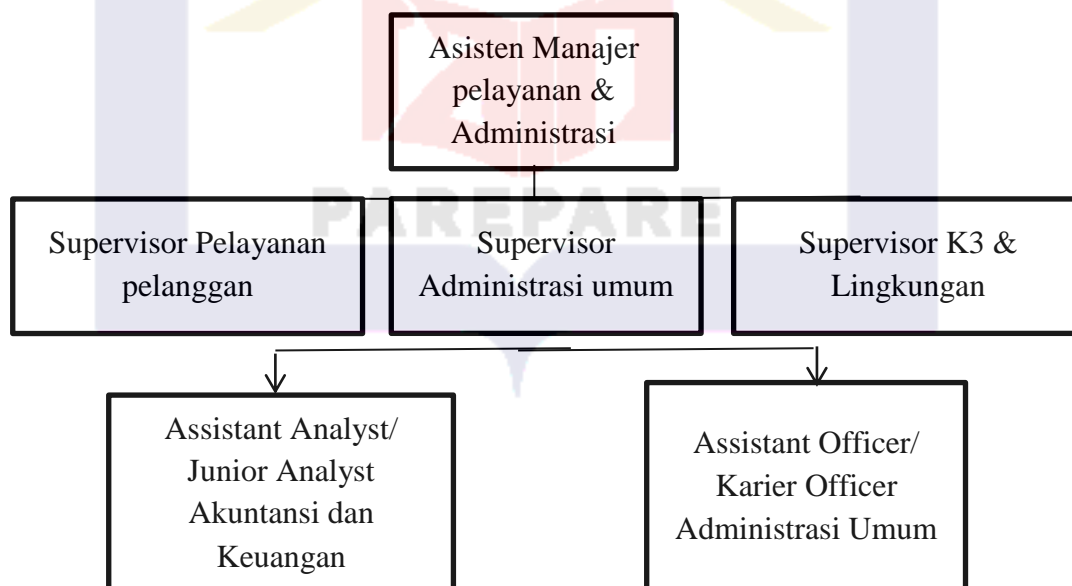 Asisten Manajer
pelayanan &
Administrasi
PAREPARE
Supervisor Pelayanan
pelanggan
Supervisor
Administrasi umum
Supervisor K3 &
Lingkungan
Assistant Analyst/
Junior Analyst
Akuntansi dan
Keuangan
Assistant Officer/
Karier Officer
Administrasi Umum